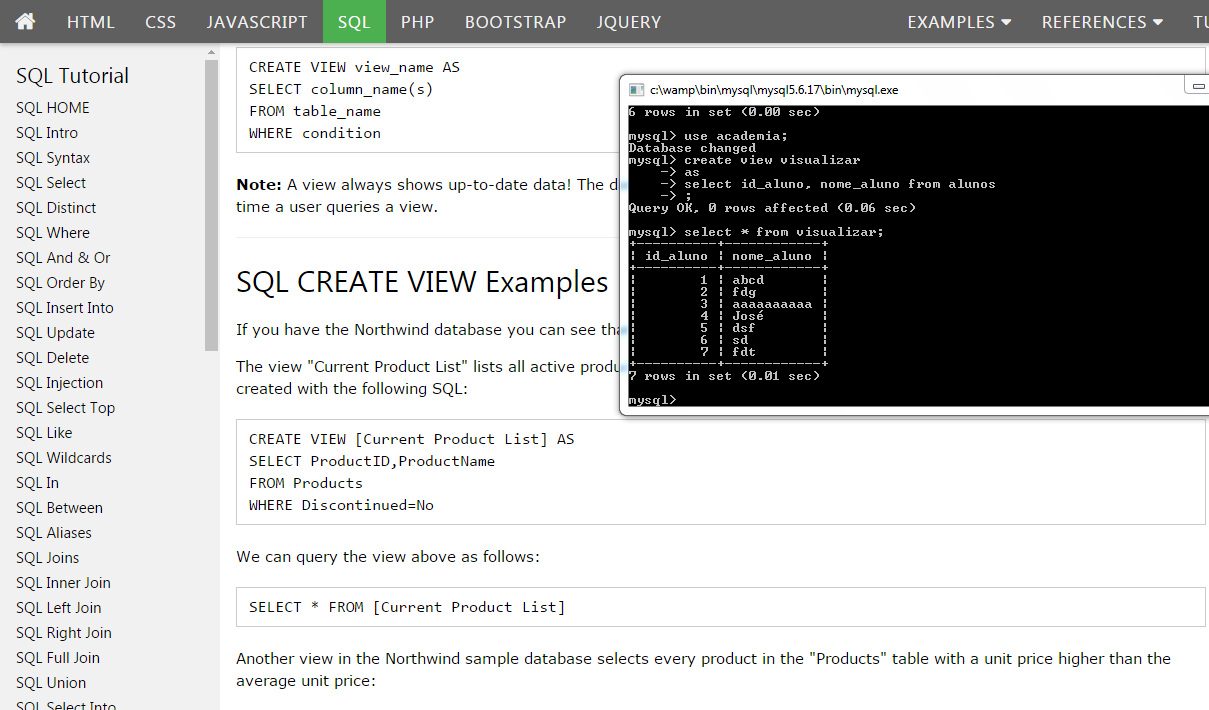 HTML CSS JAVASCRIPT SQL PHP BOOTSTRAP JQUERY EXAMPLES REFERENCES TU
SQL Tutorial
SQL HOME
SQL Intro
SQL Syntax
SQL Select
SQL Distinct
SQL Where
SQL And & Or
SQL Order By
SQL Insert Into
SQL Update
SQL Delete
SQL Injection
SQL Select Top
SQL Like
SQL Wildcards
SQL In
SQL Between
SQL Aliases
SQL Joins
SQL Inner Join
SQL Left Join
SQL Right Join
SQL Full Join
SQL Union
SQL Select Into
CREATE VIEW view_name AS
SELECT column_name(s)
FROM table_name
WHERE condition
Note: A view always shows up-to-date data! The d
time a user queries a view.
SQL CREATE VIEW Examples
If you have the Northwind database you can see tha
The view "Current Product List" lists all active produ
created with the following SQL:
CREATE VIEW [Current Product List] AS
SELECT ProductID,ProductName
FROM Products
WHERE Discontinued=No
We can query the view above as follows:
SELECT * FROM [Current Product List]
Another view in the Northwind sample database selects every product in the "Products" table with a unit price higher than the
average unit price:
c:\wamp\bin\mysql\mysql5.6.17\bin\mysql.exe
6 rows in set (0.00 sec)
mysql> use academia;
Database changed
mysql> create view visualizar
-> as
-> select id_aluno, nome_aluno from alunos
-> ;
Query OK, 0 rows affected (0.06 sec)
mysql> select * from visualizar;
+----------+------------+
| id_aluno | nome_aluno |
+----------+------------+
| 1 | abcd |
| 2 | fdg |
| 3 | aaaaaaaaaa |
| 4 | José |
| 5 | dsf |
| 6 | sd |
| 7 | fdt |
+----------+------------+
7 rows in set (0.01 sec)
mysql>